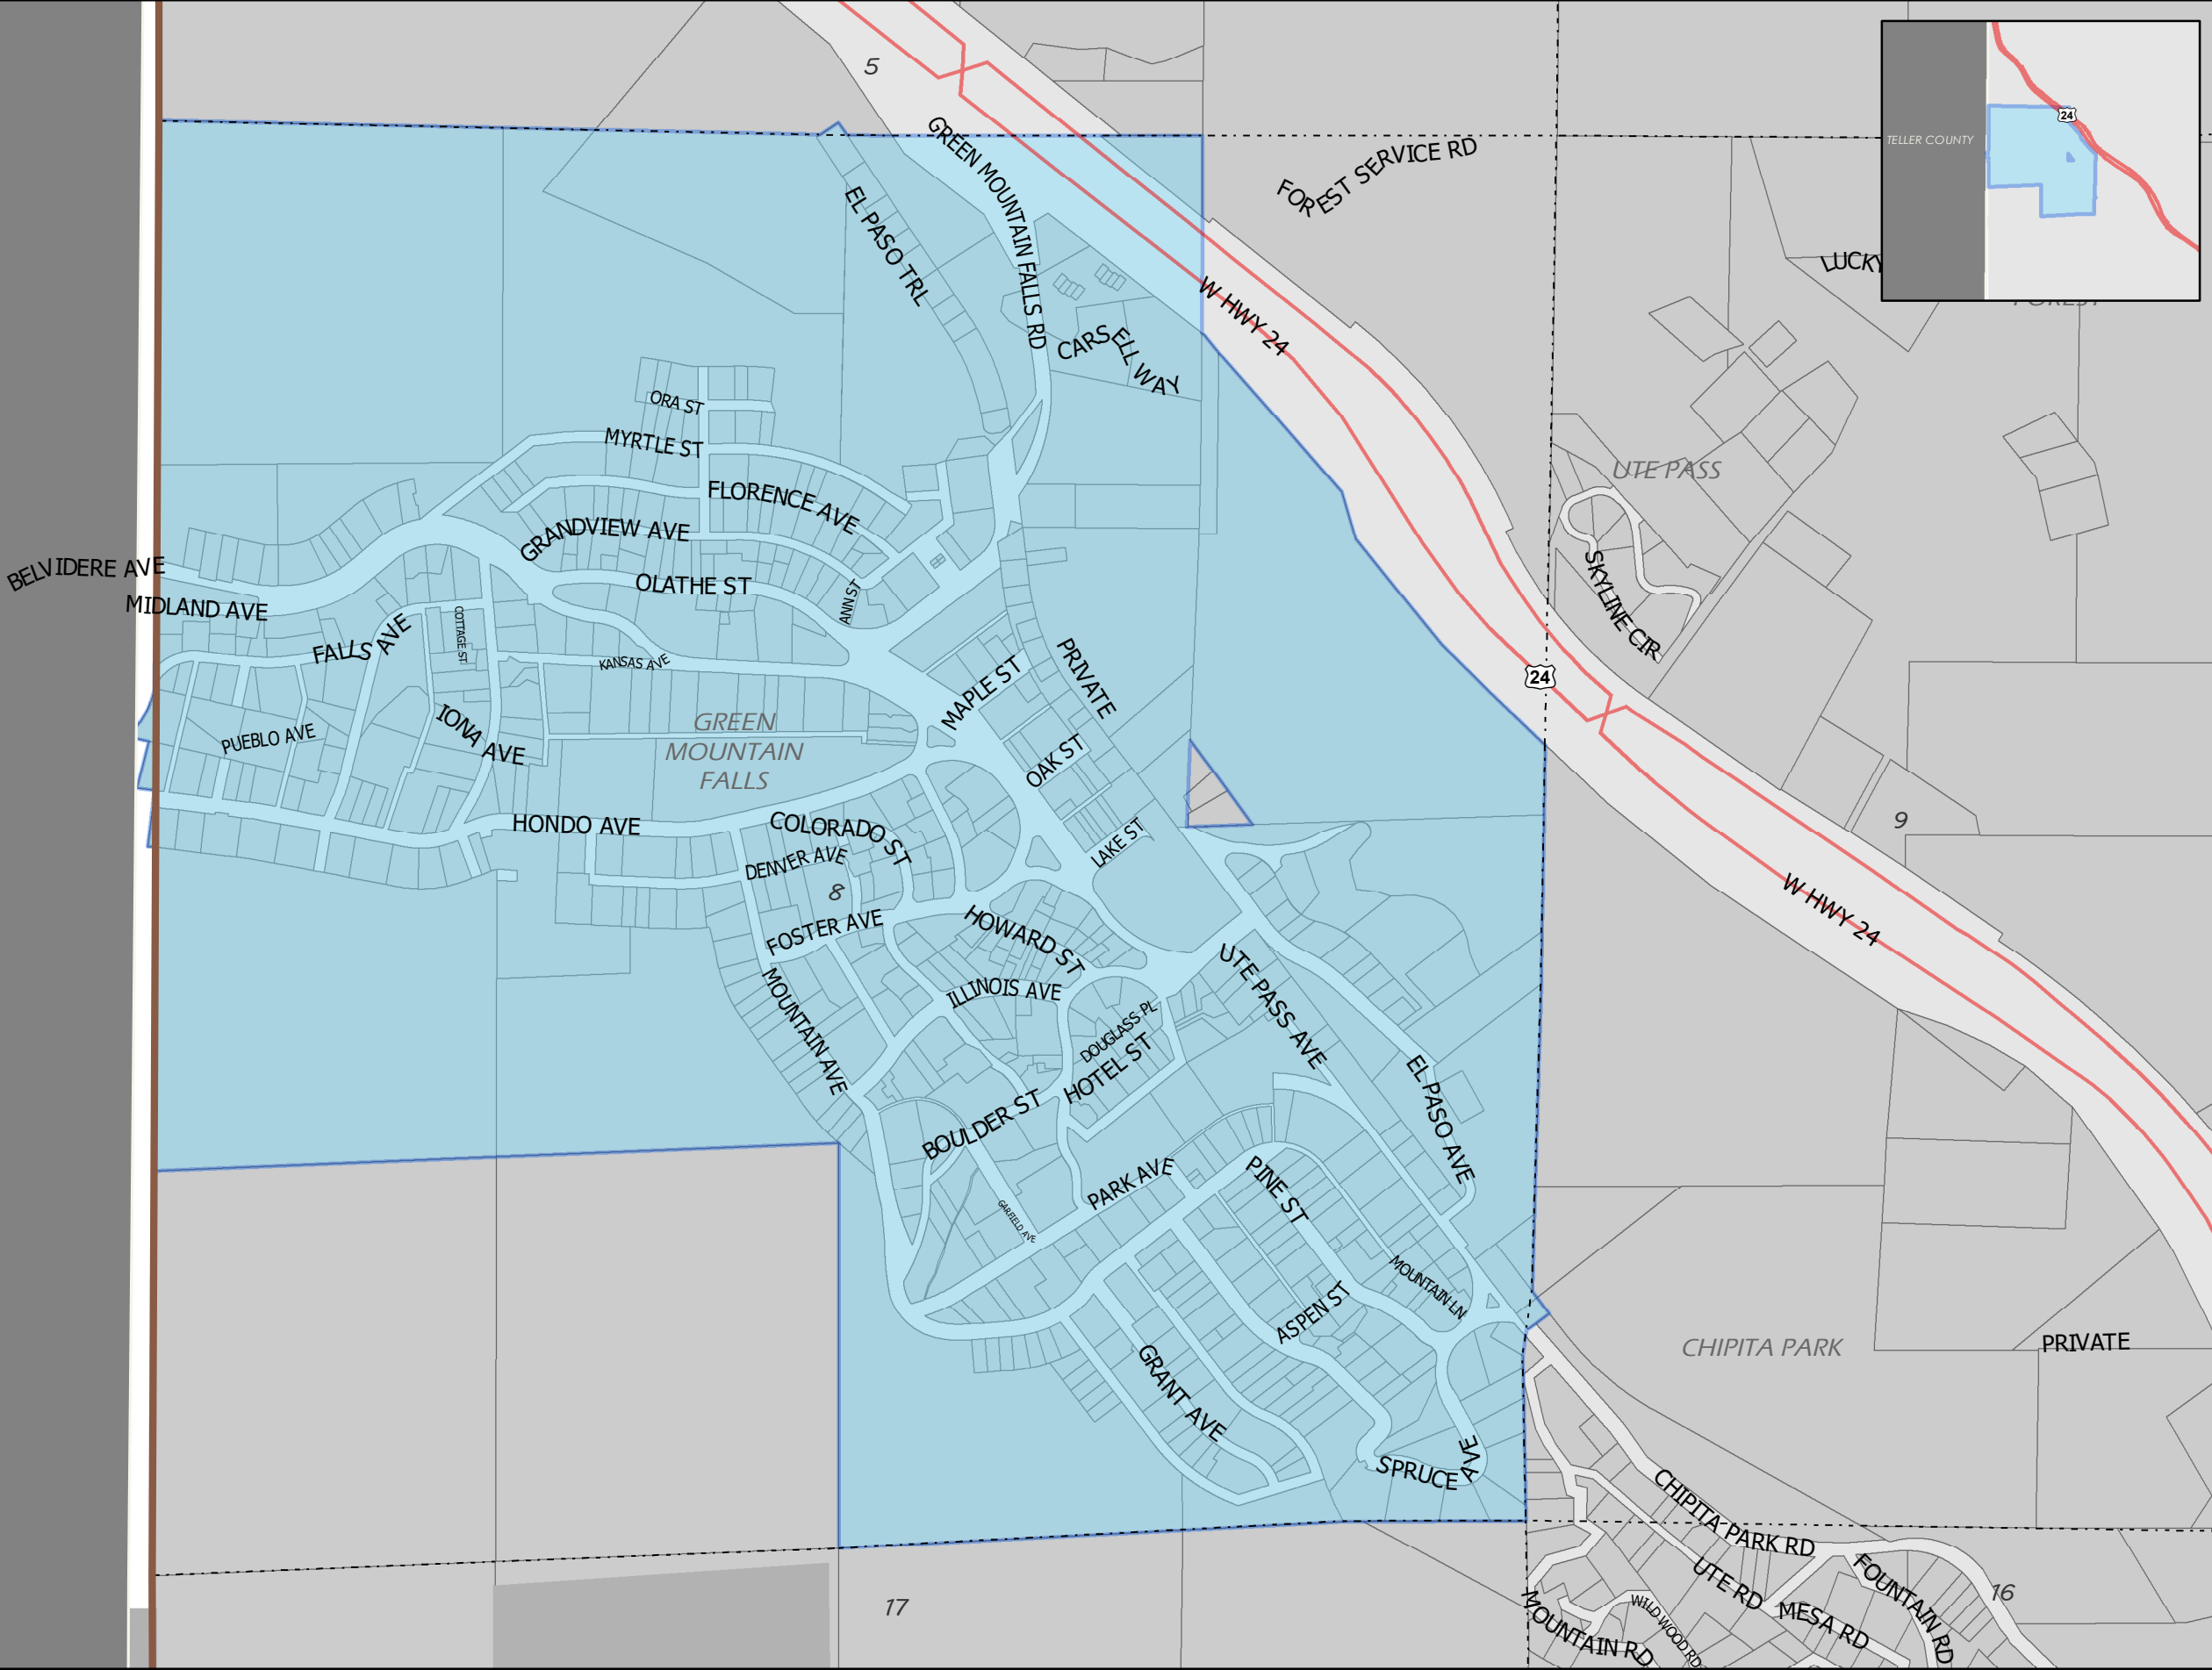 5
GREEN MOUNTAIN FALLS RD
FOREST SERVICE RD
24
TELLER COUNTY
LUCKY
EL PASO TRL
W HWY 24
CARSELL WAY
ORA ST
MYRTLE ST
UTE PASS
FLORENCE AVE
GRANDVIEW AVE
BELVIDERE AVE
OLATHE ST
ANN ST
SKYLINE CIR
MIDLAND AVE
COTTAGE ST
FALLS AVE
KANSAS AVE
MAPLE ST
PRIVATE
24
IONA AVE
PUEBLO AVE
GREEN
MOUNTAIN
FALLS
OAK ST
HONDO AVE
COLORADO ST
LAKE ST
9
DENVER AVE
8
W HWY 24
FOSTER AVE
HOWARD ST
UTE PASS AVE
MOUNTAIN AVE
ILLINOIS AVE
DOUGLASS PL
HOTEL ST
EL PASO AVE
BOULDER ST
PARK AVE
PINE ST
GARFIELD AVE
MOUNTAIN LN
ASPEN ST
CHIPITA PARK
PRIVATE
GRANT AVE
SPRUCE AVE
CHIPITA PARK RD
UTE RD
FOUNTAIN RD
16
17
MOUNTAIN RD
WILDWOOD RD
MESA RD